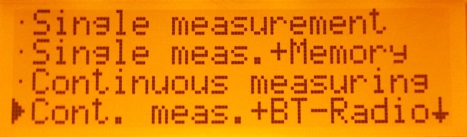 ·Single measurement
·Single meas.+Memory
·Continuous measuring
▶Cont. meas.+BT-Radio↓